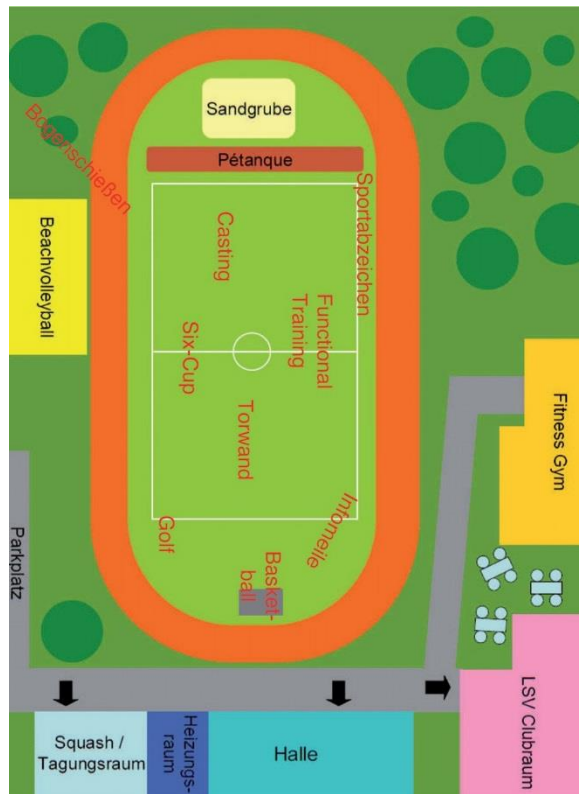 Sandgrube
Pétanque
Bogenschießen
Sportabzeichen
Beachvolleyball
Casting
Functional
Training
Six-Cup
Torwand
Fitness Gym
Infomeile
Golf
Basket-
ball
Parkplatz
LSV Clubraum
Squash /
Tagungsraum
Heizungs-
raum
Halle